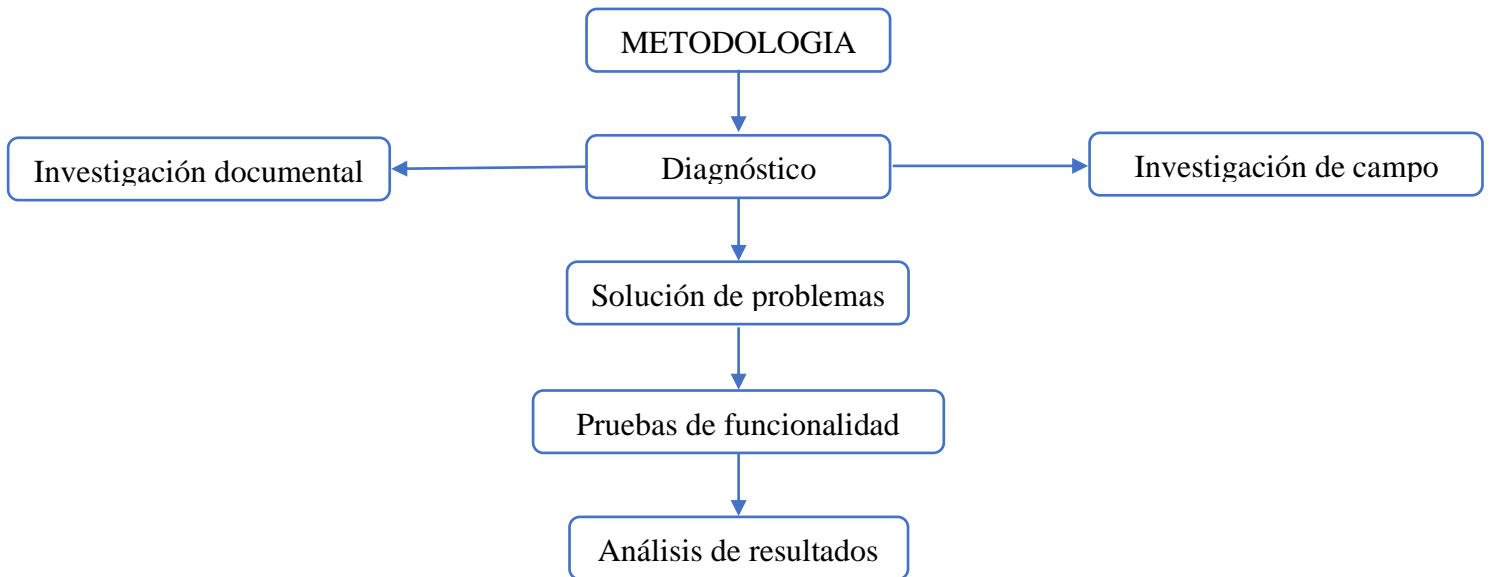 METODOLOGIA
Investigación documental
Diagnóstico
Investigación de campo
Solución de problemas
Pruebas de funcionalidad
Análisis de resultados